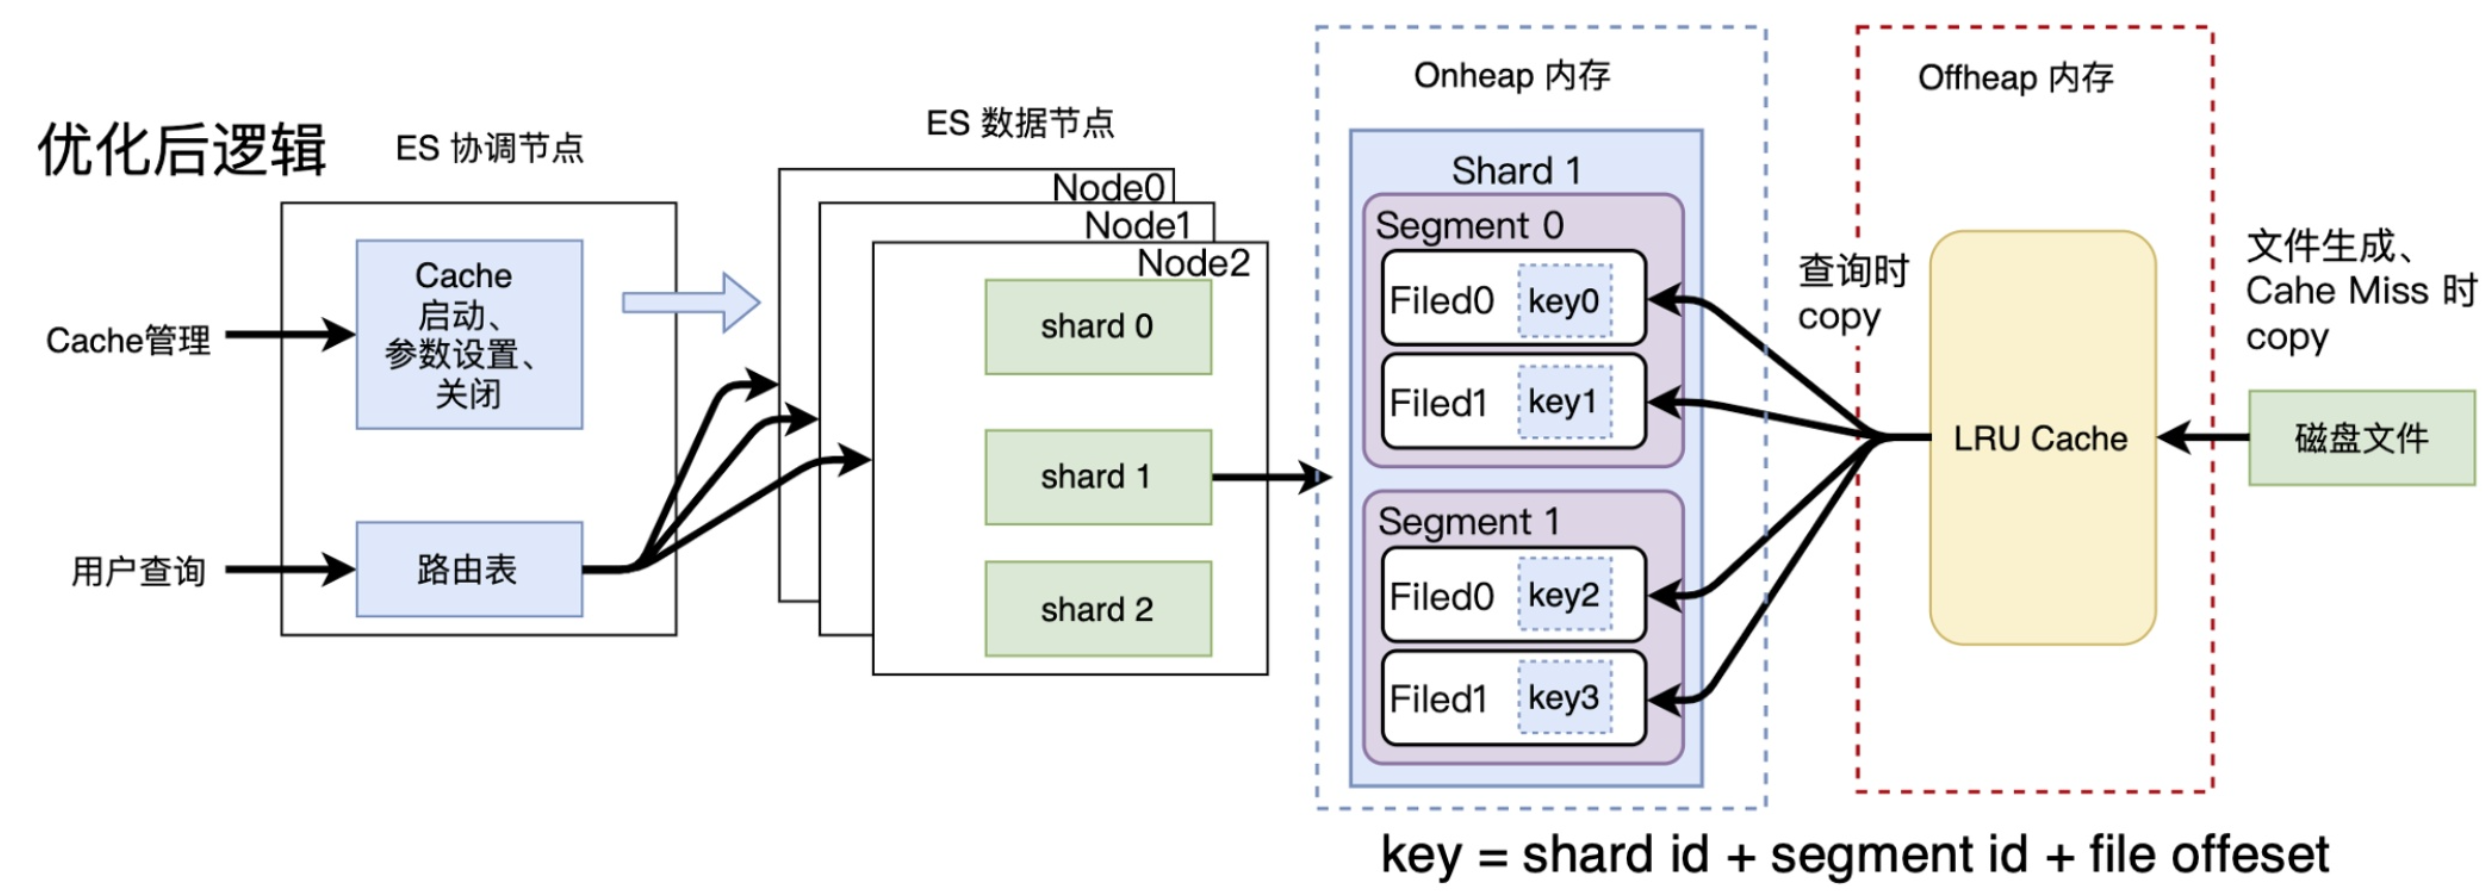 优化后逻辑
ES 协调节点
Cache管理
Cache
启动、
参数设置、
关闭
用户查询
路由表
ES 数据节点
Node0
Node1
Node2
shard 0
shard 1
shard 2
Onheap 内存
Shard 1
Segment 0
Filed0
key0
Filed1
key1
Segment 1
Filed0
key2
Filed1
key3
查询时
copy
Offheap 内存
LRU Cache
文件生成、
Cahe Miss 时
copy
磁盘文件
key = shard id + segment id + file offeset